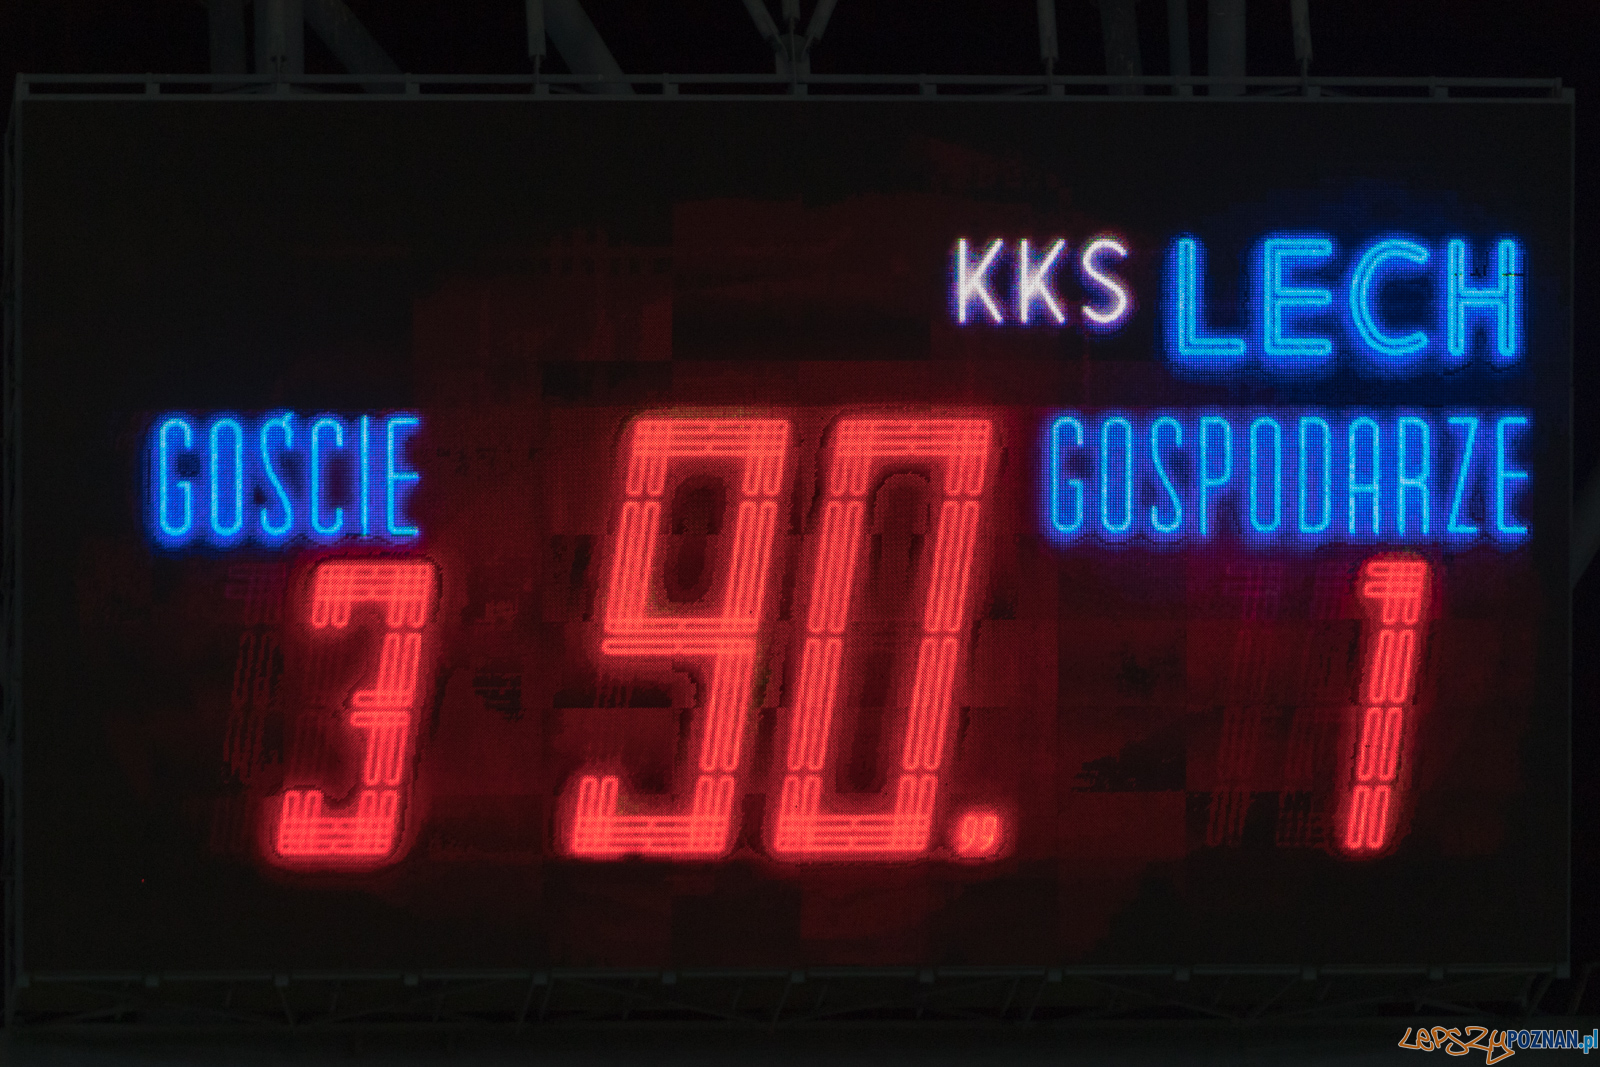 KKS LECH
GOŚCIE GOSPODARZE
3 90." 1
LEPSZYPOZNAN.pl